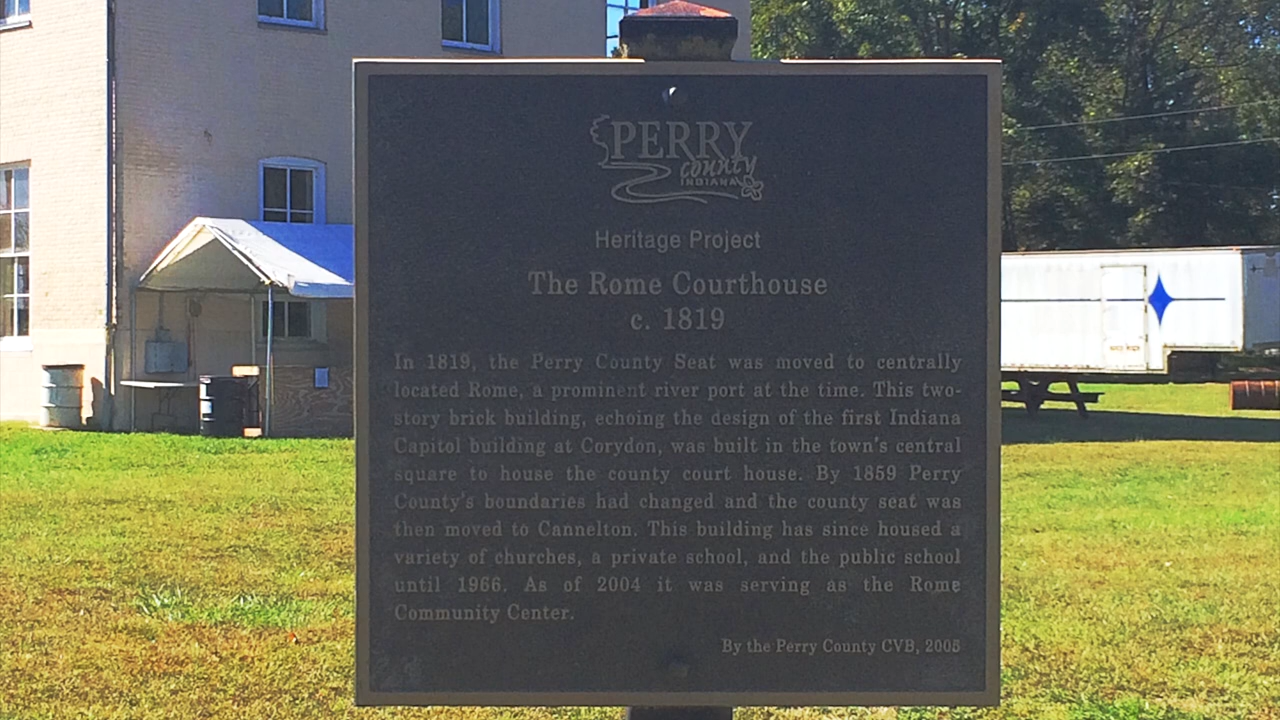 PERRY
county
INDIANA
Heritage Project
The Rome Courthouse
c. 1819
In 1819, the Perry County Seat was moved to centrally
located Rome, a prominent river port at the time. This two-
story brick building, echoing the design of the first Indiana
Capitol building at Corydon, was built in the town's central
square to house the county court house. By 1859 Perry
County's boundaries had changed and the county seat was
then moved to Cannelton. This building has since housed a
variety of churches, a private school, and the public school
until 1966. As of 2004 it was serving as the Rome
Community Center.
By the Perry County CVB, 2005